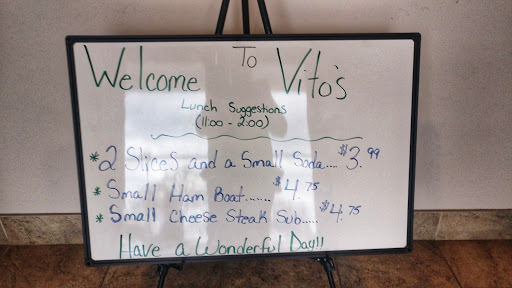 Welcome To Vito's
Lunch Suggestions
(11:00 - 2:00)
* 2 Slices and a Small Soda.... $3.99
* Small Ham Boat....... $4.75
* Small Cheese Steak Sub..... $4.75
Have a Wonderful Day!!